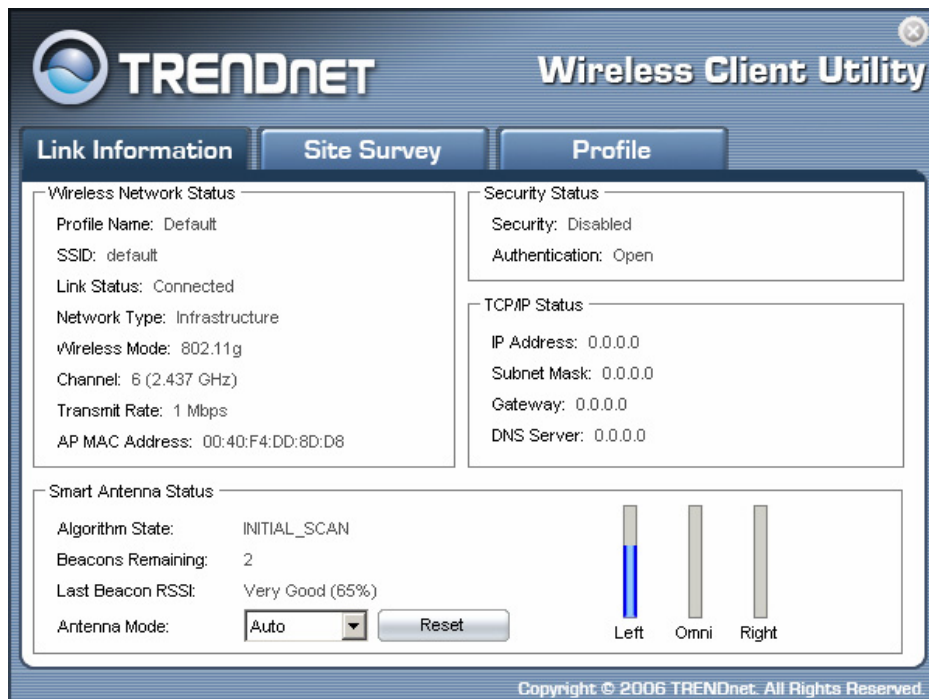 TRENDNET
Wireless Client Utility
Link Information
Site Survey
Profile
Wireless Network Status
Profile Name: Default
SSID: default
Link Status: Connected
Network Type: Infrastructure
Wireless Mode: 802.11g
Channel: 6 (2.437 GHz)
Transmit Rate: 1 Mbps
AP MAC Address: 00:40:F4:DD:8D:D8
Security Status
Security: Disabled
Authentication: Open
TCP/IP Status
IP Address: 0.0.0.0
Subnet Mask: 0.0.0.0
Gateway: 0.0.0.0
DNS Server: 0.0.0.0
Smart Antenna Status
Algorithm State: INITIAL_SCAN
Beacons Remaining: 2
Last Beacon RSSI: Very Good (65%)
Antenna Mode: Auto Reset
Left Omni Right
Copyright © 2006 TRENDnet. All Rights Reserved.